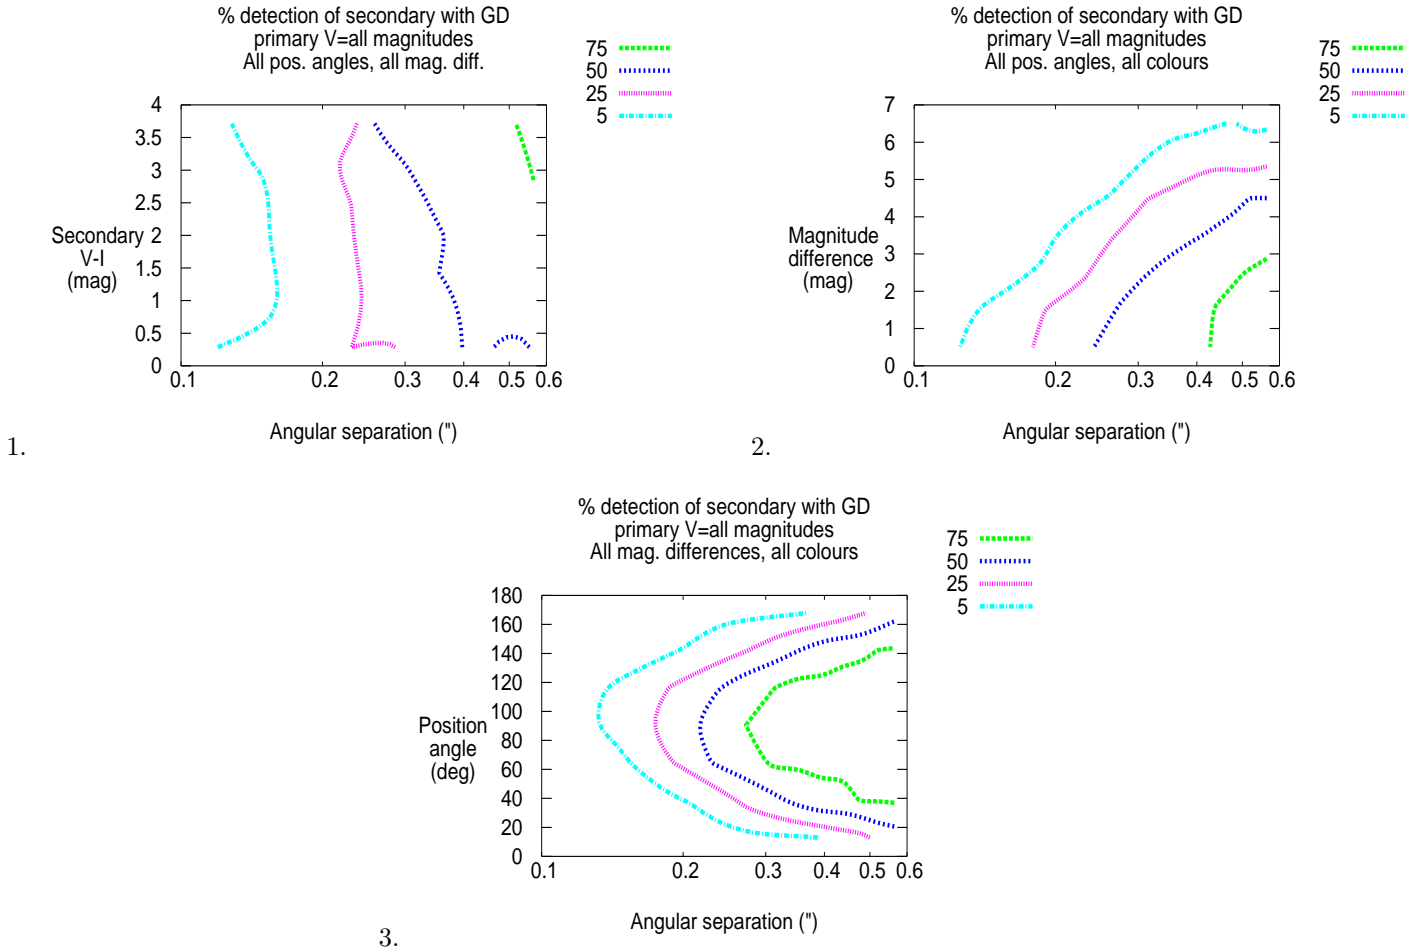 % detection of secondary with GD
primary V=all magnitudes
All pos. angles, all mag. diff.
75
50
25
5
4
3.5
3
2.5
2
1.5
1
0.5
0
Secondary
V-I
(mag)
0.1 0.2 0.3 0.4 0.5 0.6
Angular separation (")
1.
% detection of secondary with GD
primary V=all magnitudes
All pos. angles, all colours
75
50
25
5
7
6
5
4
3
2
1
0
Magnitude
difference
(mag)
0.1 0.2 0.3 0.4 0.5 0.6
Angular separation (")
2.
% detection of secondary with GD
primary V=all magnitudes
All mag. differences, all colours
75
50
25
5
180
160
140
120
100
80
60
40
20
0
Position
angle
(deg)
0.1 0.2 0.3 0.4 0.5 0.6
Angular separation (")
3.